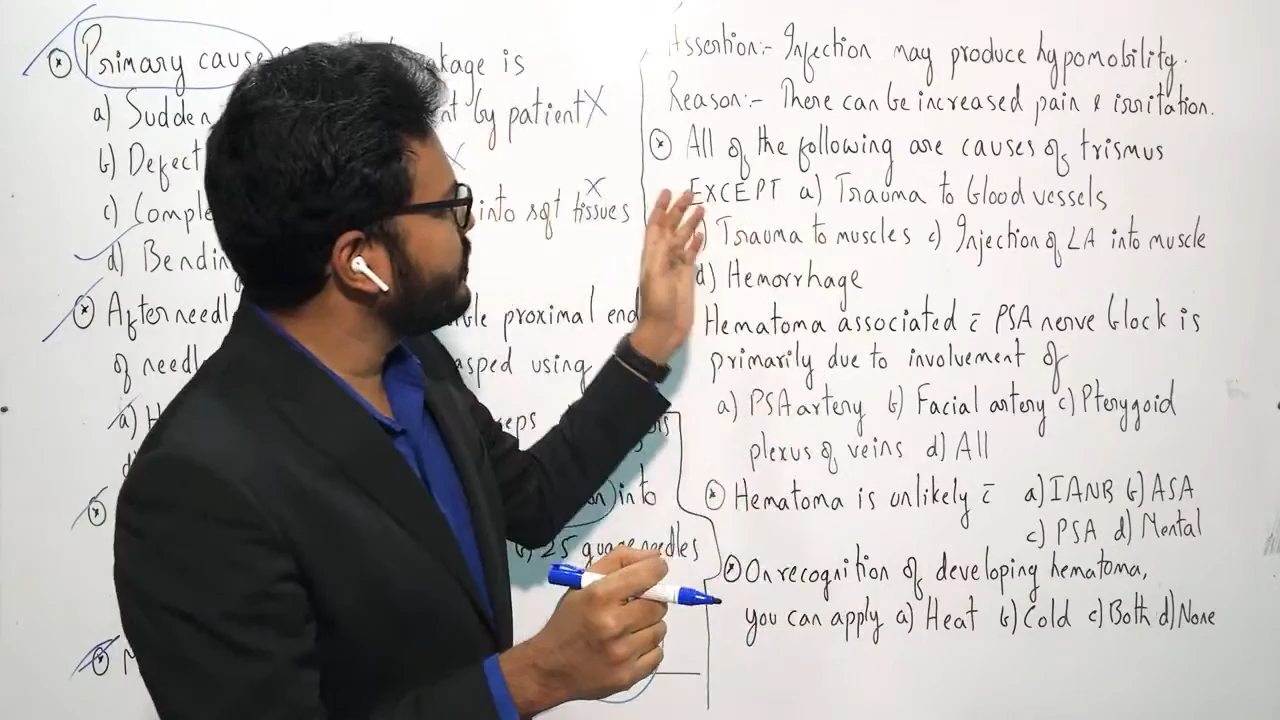 Primary cause
kage is
a) Sudden nt by patient X
b) Defect X
c) Comple into sqt tissues X
d) Bendin
After needl ble proximal end
of needl asped using
a) H eps
d)
into
25 guage needles
Assertion:- Injection may produce hypomobility.
Reason:- There can be increased pain & irritation.
All of the following are causes of trismus
EXCEPT a) Trauma to blood vessels
) Trauma to muscles c) Injection of LA into muscle
d) Hemorrhage
Hematoma associated c̄ PSA nerve block is
primarily due to involvement of
a) PSA artery b) Facial artery c) Pterygoid
plexus of veins d) All
Hematoma is unlikely c̄ a) IANB b) ASA
c) PSA d) Mental
On recognition of developing hematoma,
you can apply a) Heat b) Cold c) Both d) None